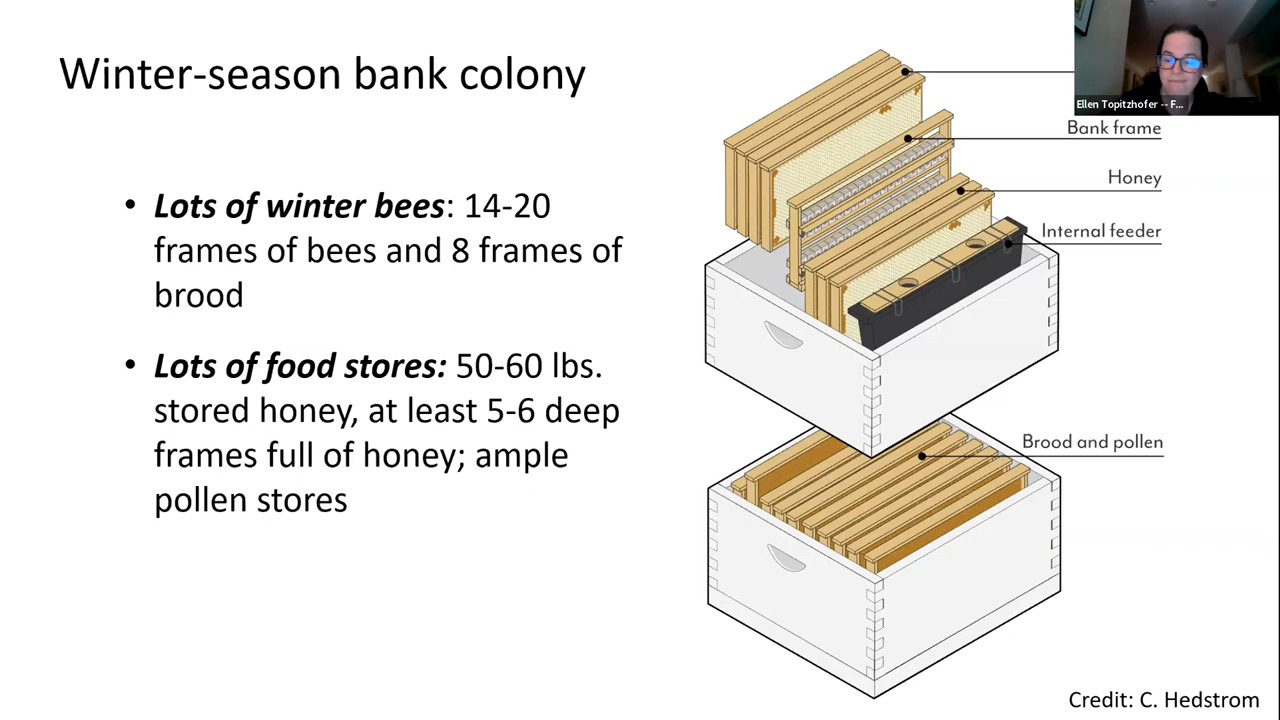 Winter-season bank colony
• Lots of winter bees: 14-20
frames of bees and 8 frames of
brood
• Lots of food stores: 50-60 lbs.
stored honey, at least 5-6 deep
frames full of honey; ample
pollen stores
Ellen Topitzhofer -- F...
Bank frame
Honey
Internal feeder
Brood and pollen
Credit: C. Hedstrom